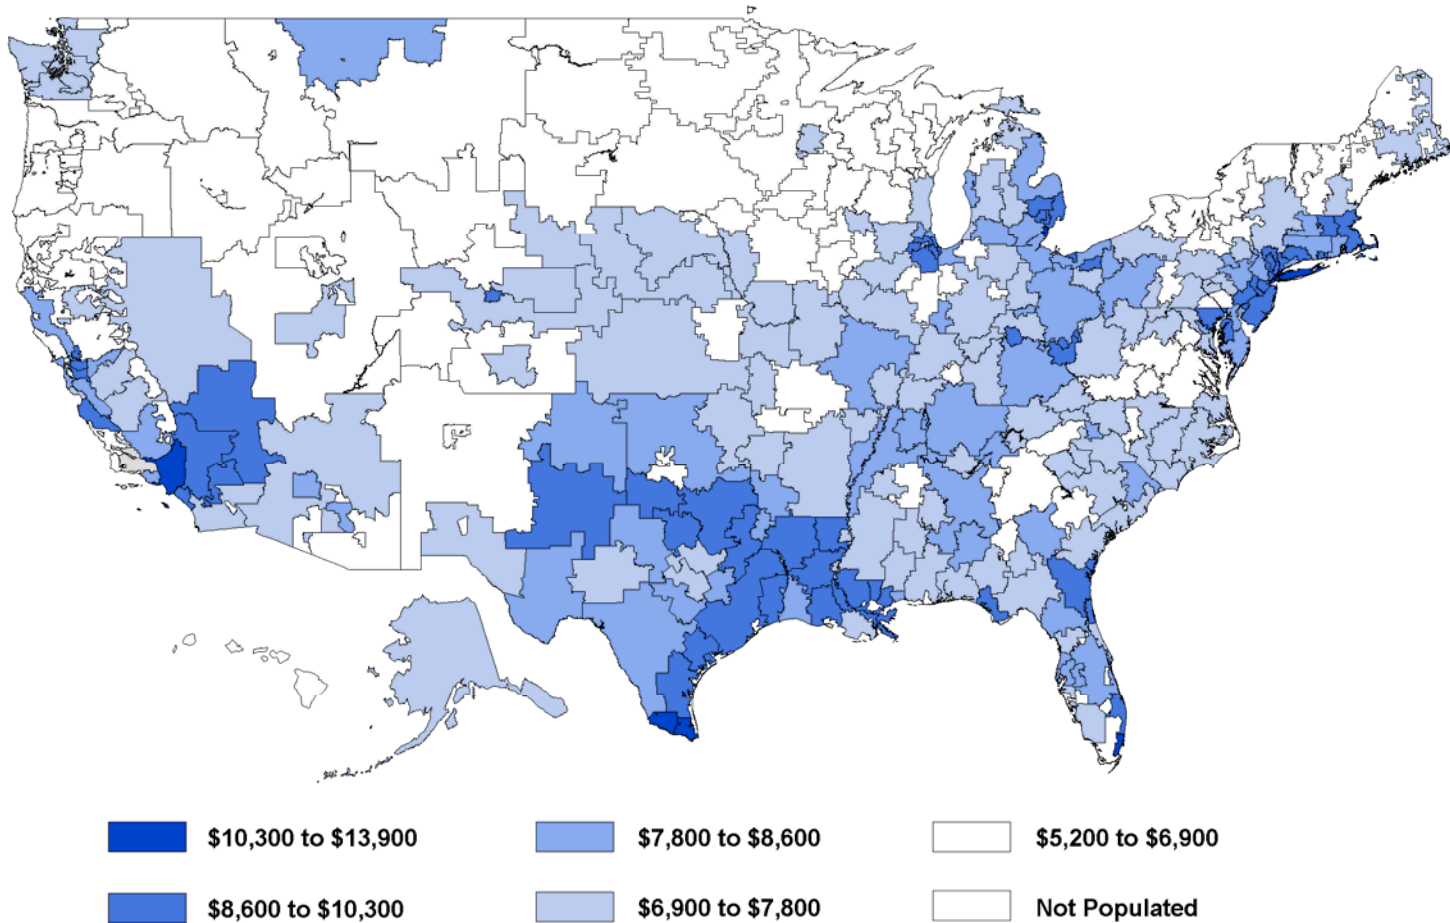 $10,300 to $13,900
$7,800 to $8,600
$5,200 to $6,900
$8,600 to $10,300
$6,900 to $7,800
Not Populated